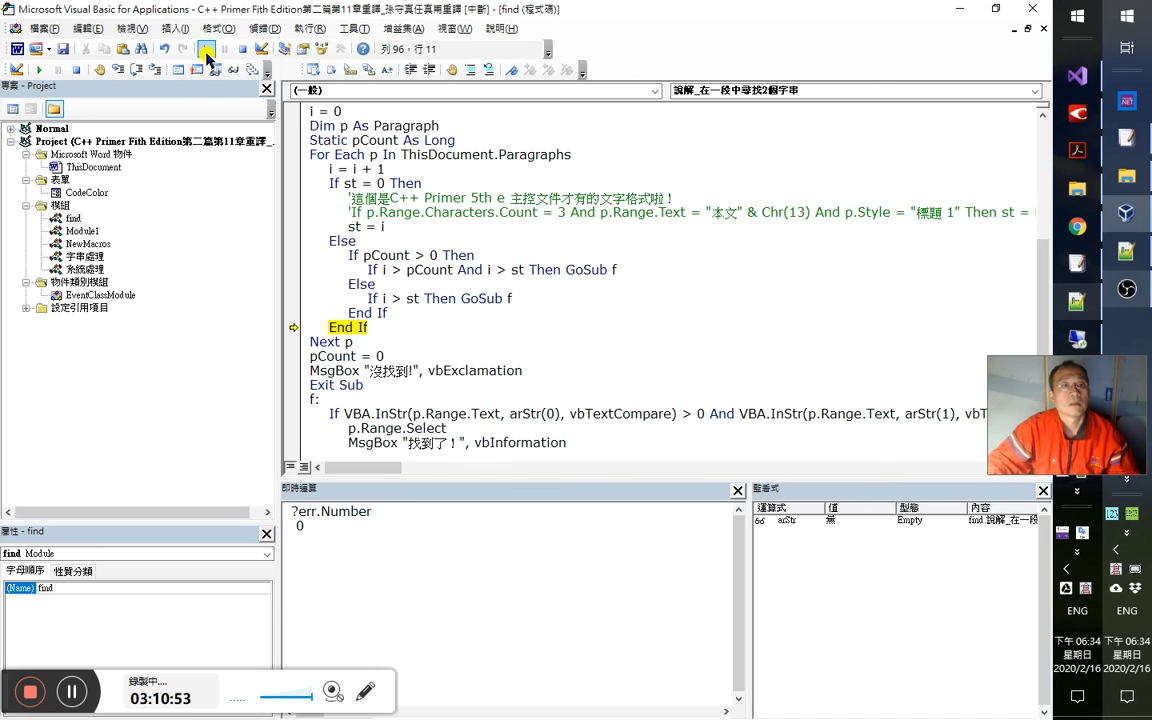 Microsoft Visual Basic for Applications - C++ Primer Fith Edition第二篇第11章重譯_孫守真任真甫重譯 [中斷] - [find (程式碼)]
檔案(F) 編輯(E) 檢視(V) 插入(I) 格式(O) 偵錯(D) 執行(R) 工具(T) 增益集(A) 視窗(W) 說明(H)
列 96, 行 11
專案 - Project
Normal
Project (C++ Primer Fith Edition第二篇第11章重譯_
Microsoft Word 物件
ThisDocument
表單
CodeColor
模組
find
Module1
NewMacros
字串處理
系統處理
物件類別模組
EventClassModule
設定引用項目
屬性 - find
find Module
字母順序 性質分類
(Name) find
(一般) 說解_在一段中尋找2個字串
i = 0
Dim p As Paragraph
Static pCount As Long
For Each p In ThisDocument.Paragraphs
i = i + 1
If st = 0 Then
'這個是C++ Primer 5th e 主控文件才有的文字格式啦！
'If p.Range.Characters.Count = 3 And p.Range.Text = "本文" & Chr(13) And p.Style = "標題 1" Then st = i
st = i
Else
If pCount > 0 Then
If i > pCount And i > st Then GoSub f
Else
If i > st Then GoSub f
End If
End If
Next p
pCount = 0
MsgBox "沒找到!", vbExclamation
Exit Sub
f:
If VBA.InStr(p.Range.Text, arStr(0), vbTextCompare) > 0 And VBA.InStr(p.Range.Text, arStr(1), vbT
p.Range.Select
MsgBox "找到了！", vbInformation
即時運算
?err.Number
0
監看式
運算式 值 型態 內容
arStr 無 Empty find.說解_在一段
錄製中....
03:10:53
ENG ENG
下午 06:34 下午 06:34
星期日 星期日
2020/2/16 2020/2/16